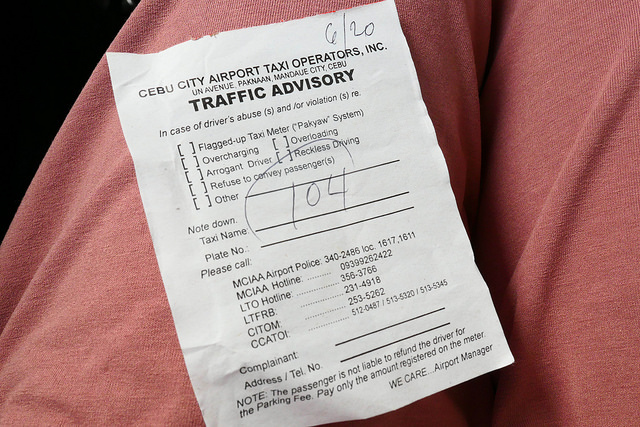 6/20
CEBU CITY AIRPORT TAXI OPERATORS, INC.
UN AVENUE, PAKNAAN, MANDAUE CITY, CEBU
TRAFFIC ADVISORY
In case of driver's abuse (s) and /or violation (s) re.
[ ] Flagged-up Taxi Meter ("Pakyaw" System)
[ ] Overcharging [ ] Overloading
[ ] Arrogant Driver [ ] Reckless Driving
[ ] Refuse to convey passenger(s)
[ ] Other
104
Note down.
Taxi Name
Plate No.:
Please call:
MCIAA Airport Police: 340-2486 loc. 1617,1611
MCIAA Hotline: .......... 09399262422
LTO Hotline: .......... 356-3766
LTFRB: .......... 231-4918
CITOM: .......... 253-5262
CCATOI: .......... 512-0487 / 513-5320 / 513-5345
Complainant:
Address / Tel. No.
NOTE: The passenger is not liable to refund the driver for
the Parking Fee. Pay only the amount registered on the meter.
WE CARE...Airport Manager